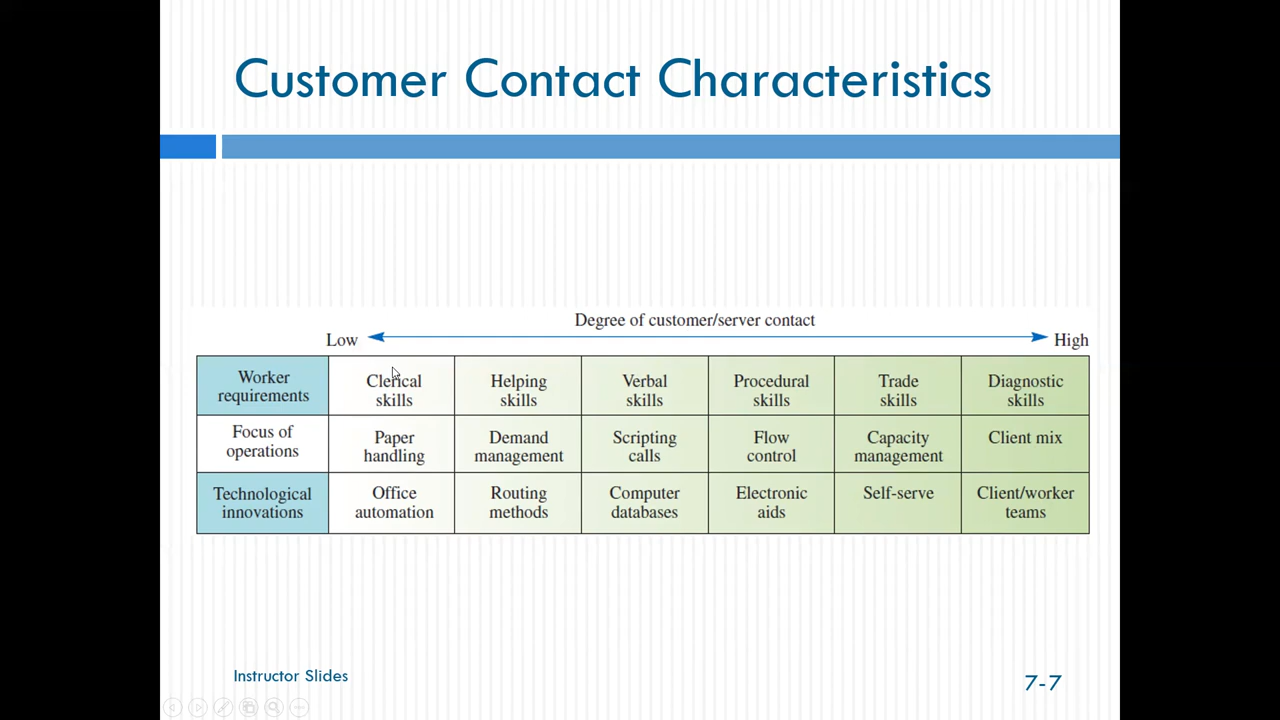 Customer Contact Characteristics
Degree of customer/server contact
Low
High
Worker
requirements
Clerical
skills
Helping
skills
Verbal
skills
Procedural
skills
Trade
skills
Diagnostic
skills
Focus of
operations
Paper
handling
Demand
management
Scripting
calls
Flow
control
Capacity
management
Client mix
Technological
innovations
Office
automation
Routing
methods
Computer
databases
Electronic
aids
Self-serve
Client/worker
teams
Instructor Slides
7-7